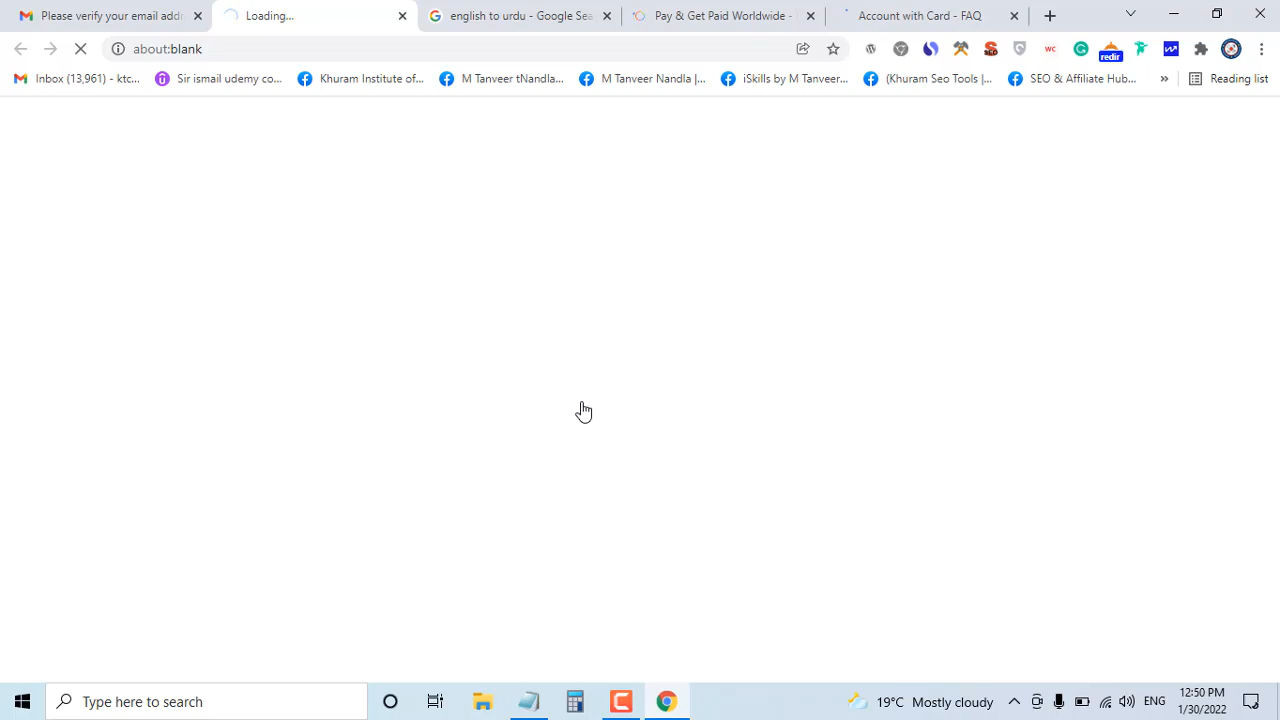 Please verify your email addr
Loading...
english to urdu - Google Sea
Pay & Get Paid Worldwide -
Account with Card - FAQ
about:blank
WC
redir
Inbox (13,961) - ktc...
Sir ismail udemy co...
Khuram Institute of...
M Tanveer tNandla...
M Tanveer Nandla |...
iSkills by M Tanveer...
(Khuram Seo Tools |...
SEO & Affiliate Hub...
»
Reading list
Type here to search
19°C Mostly cloudy
ENG
12:50 PM
1/30/2022